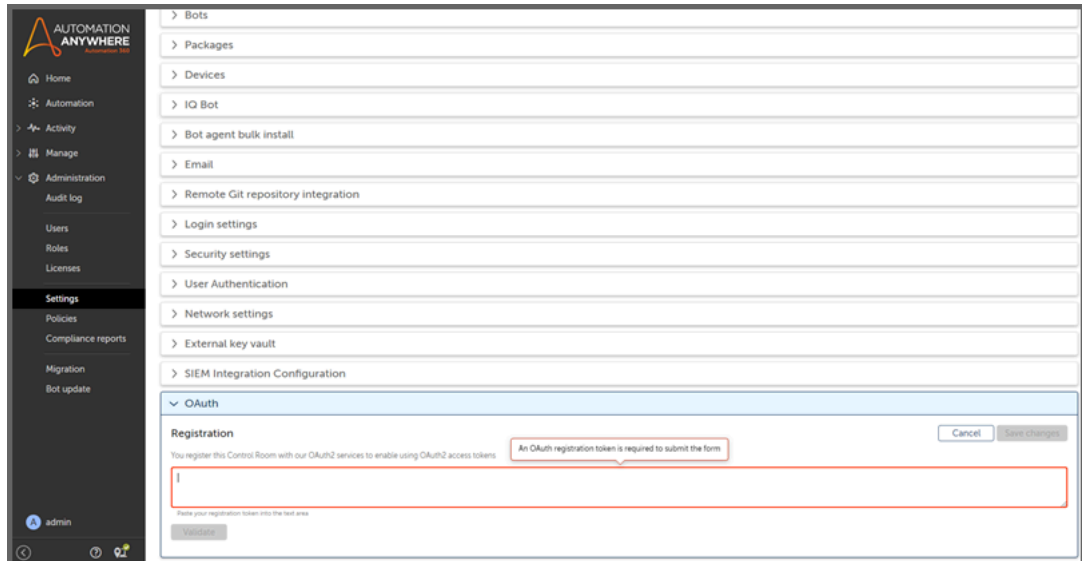 AUTOMATION
ANYWHERE
Automation 360
Home
Automation
Activity
Manage
Administration
Audit log
Users
Roles
Licenses
Settings
Policies
Compliance reports
Migration
Bot update
A admin
Bots
Packages
Devices
IQ Bot
Bot agent bulk install
Email
Remote Git repository integration
Login settings
Security settings
User Authentication
Network settings
External key vault
SIEM Integration Configuration
OAuth
Registration
Cancel
Save changes
You register this Control Room with our OAuth2 services to enable using OAuth2 access tokens
An OAuth registration token is required to submit the form
Paste your registration token into the text area
Validate